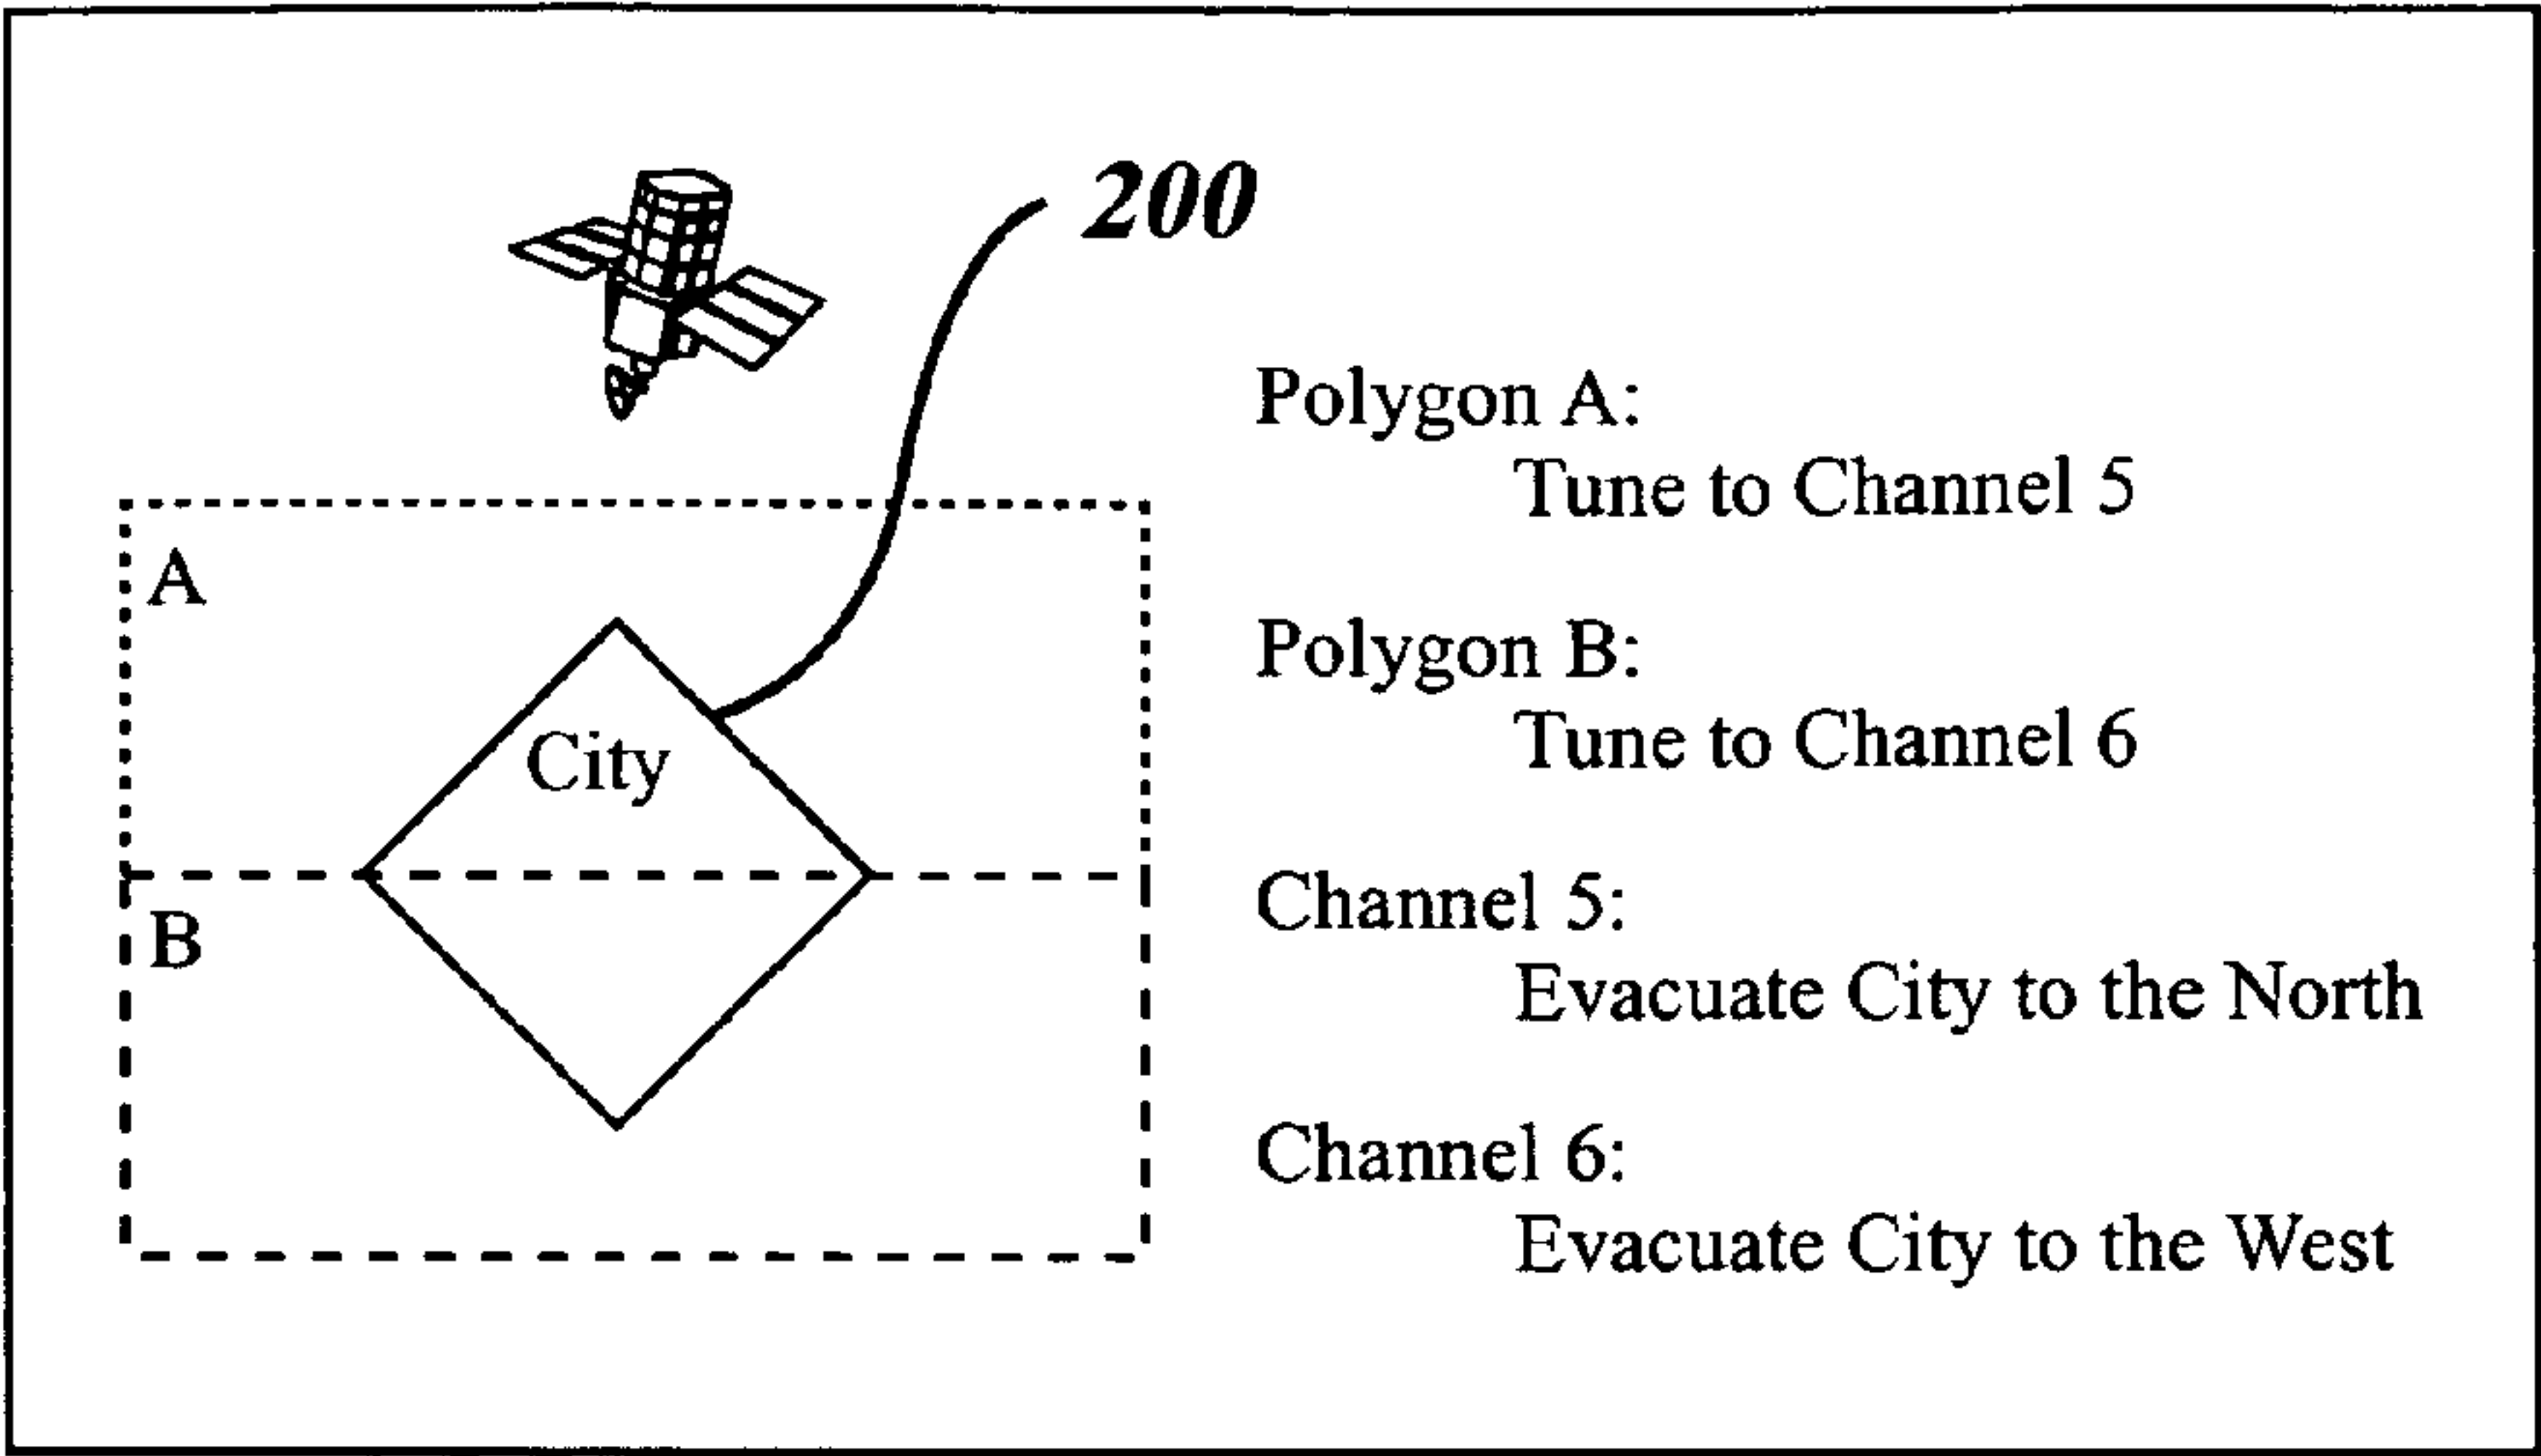 200
A
City
B
Polygon A:
Tune to Channel 5
Polygon B:
Tune to Channel 6
Channel 5:
Evacuate City to the North
Channel 6:
Evacuate City to the West